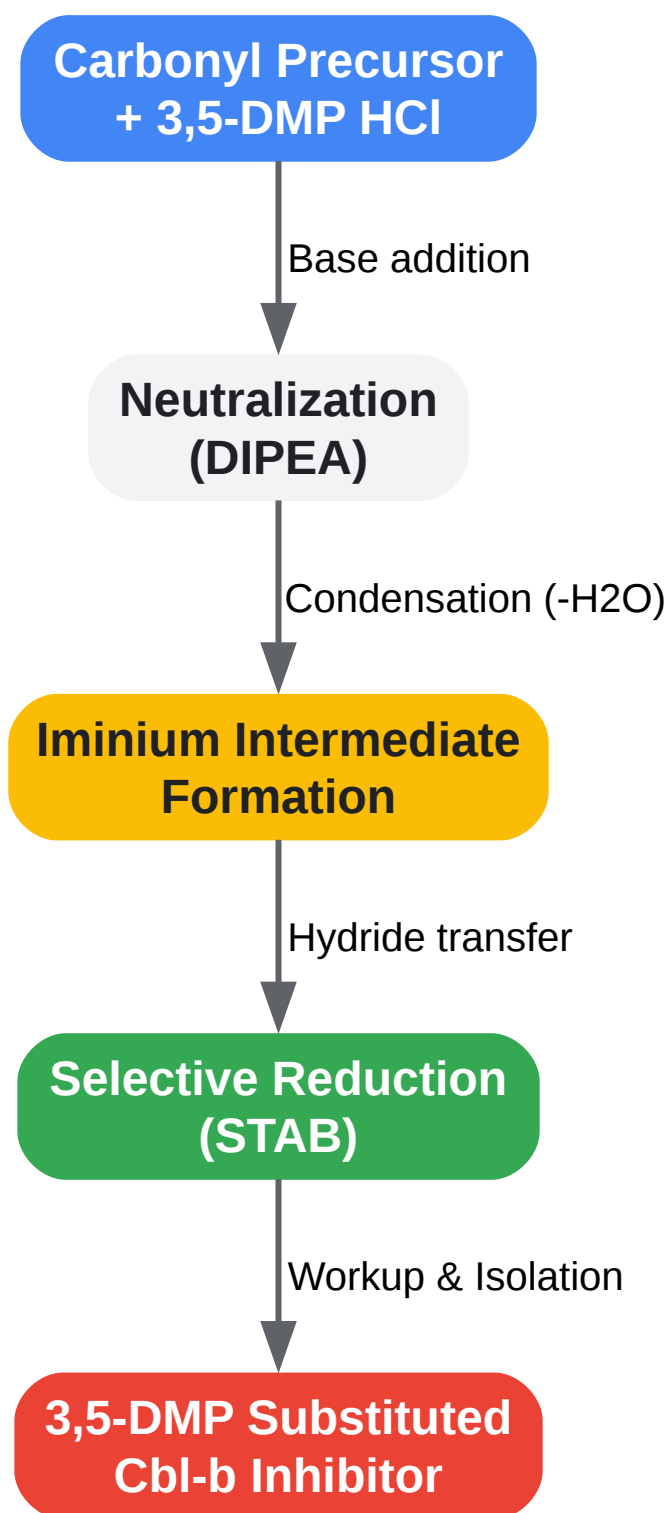 Carbonyl Precursor
+ 3,5-DMP HCl
Base addition
Neutralization
(DIPEA)
Condensation (-H2O)
Iminium Intermediate
Formation
Hydride transfer
Selective Reduction
(STAB)
Workup & Isolation
3,5-DMP Substituted
Cbl-b Inhibitor